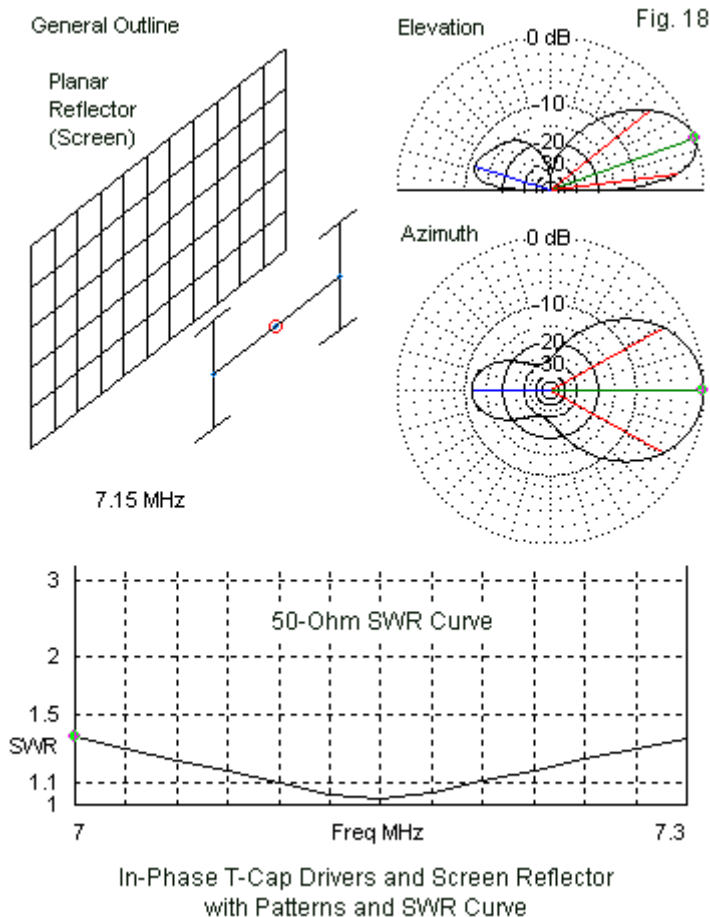 General Outline
Planar
Reflector
(Screen)
7.15 MHz
Elevation
Fig. 18
0 dB
-10
20
30
Azimuth
0 dB
-10
20
30
3
2
1.5
SWR
1.1
1
50-Ohm SWR Curve
7
Freq MHz
7.3
In-Phase T-Cap Drivers and Screen Reflector
with Patterns and SWR Curve